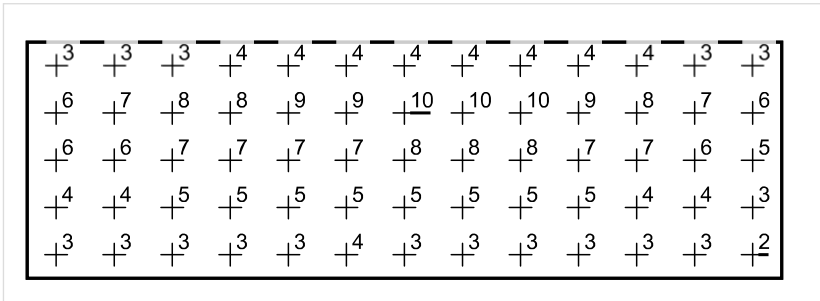 3 3 3 4 4 4 4 4 4 4 4 3 3
6 7 8 8 9 9 10 10 10 9 8 7 6
6 6 7 7 7 7 8 8 8 7 7 6 5
4 4 5 5 5 5 5 5 5 5 4 4 3
3 3 3 3 3 4 3 3 3 3 3 3 2